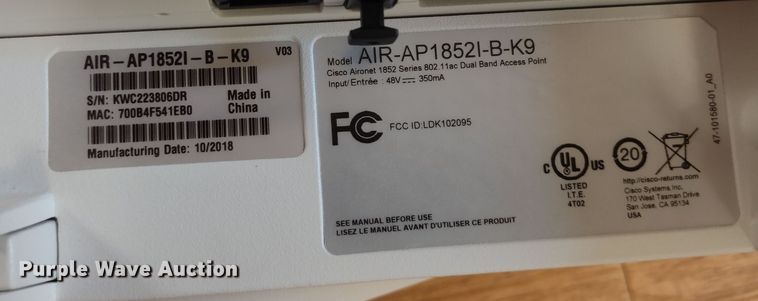 AIR-AP1852I-B-K9 V03
S/N: KWC223806DR
MAC: 700B4F541EB0
Made in
China
Manufacturing Date: 10/2018
Model AIR-AP1852I-B-K9
Cisco Aironet 1852 Series 802.11ac Dual Band Access Point
Input/Entrée : 48V⎓ 350mA
FC FCC ID:LDK102095
47-101580-01_A0
C UL US
LISTED
I.T.E.
4T02
20
http://cisco-returns.com
Cisco Systems,Inc.
170 West Tasman Drive
San Jose, CA 95134
USA
SEE MANUAL BEFORE USE
LISEZ LE MANUEL AVANT D'UTILISER CE PRODUIT
Purple Wave Auction